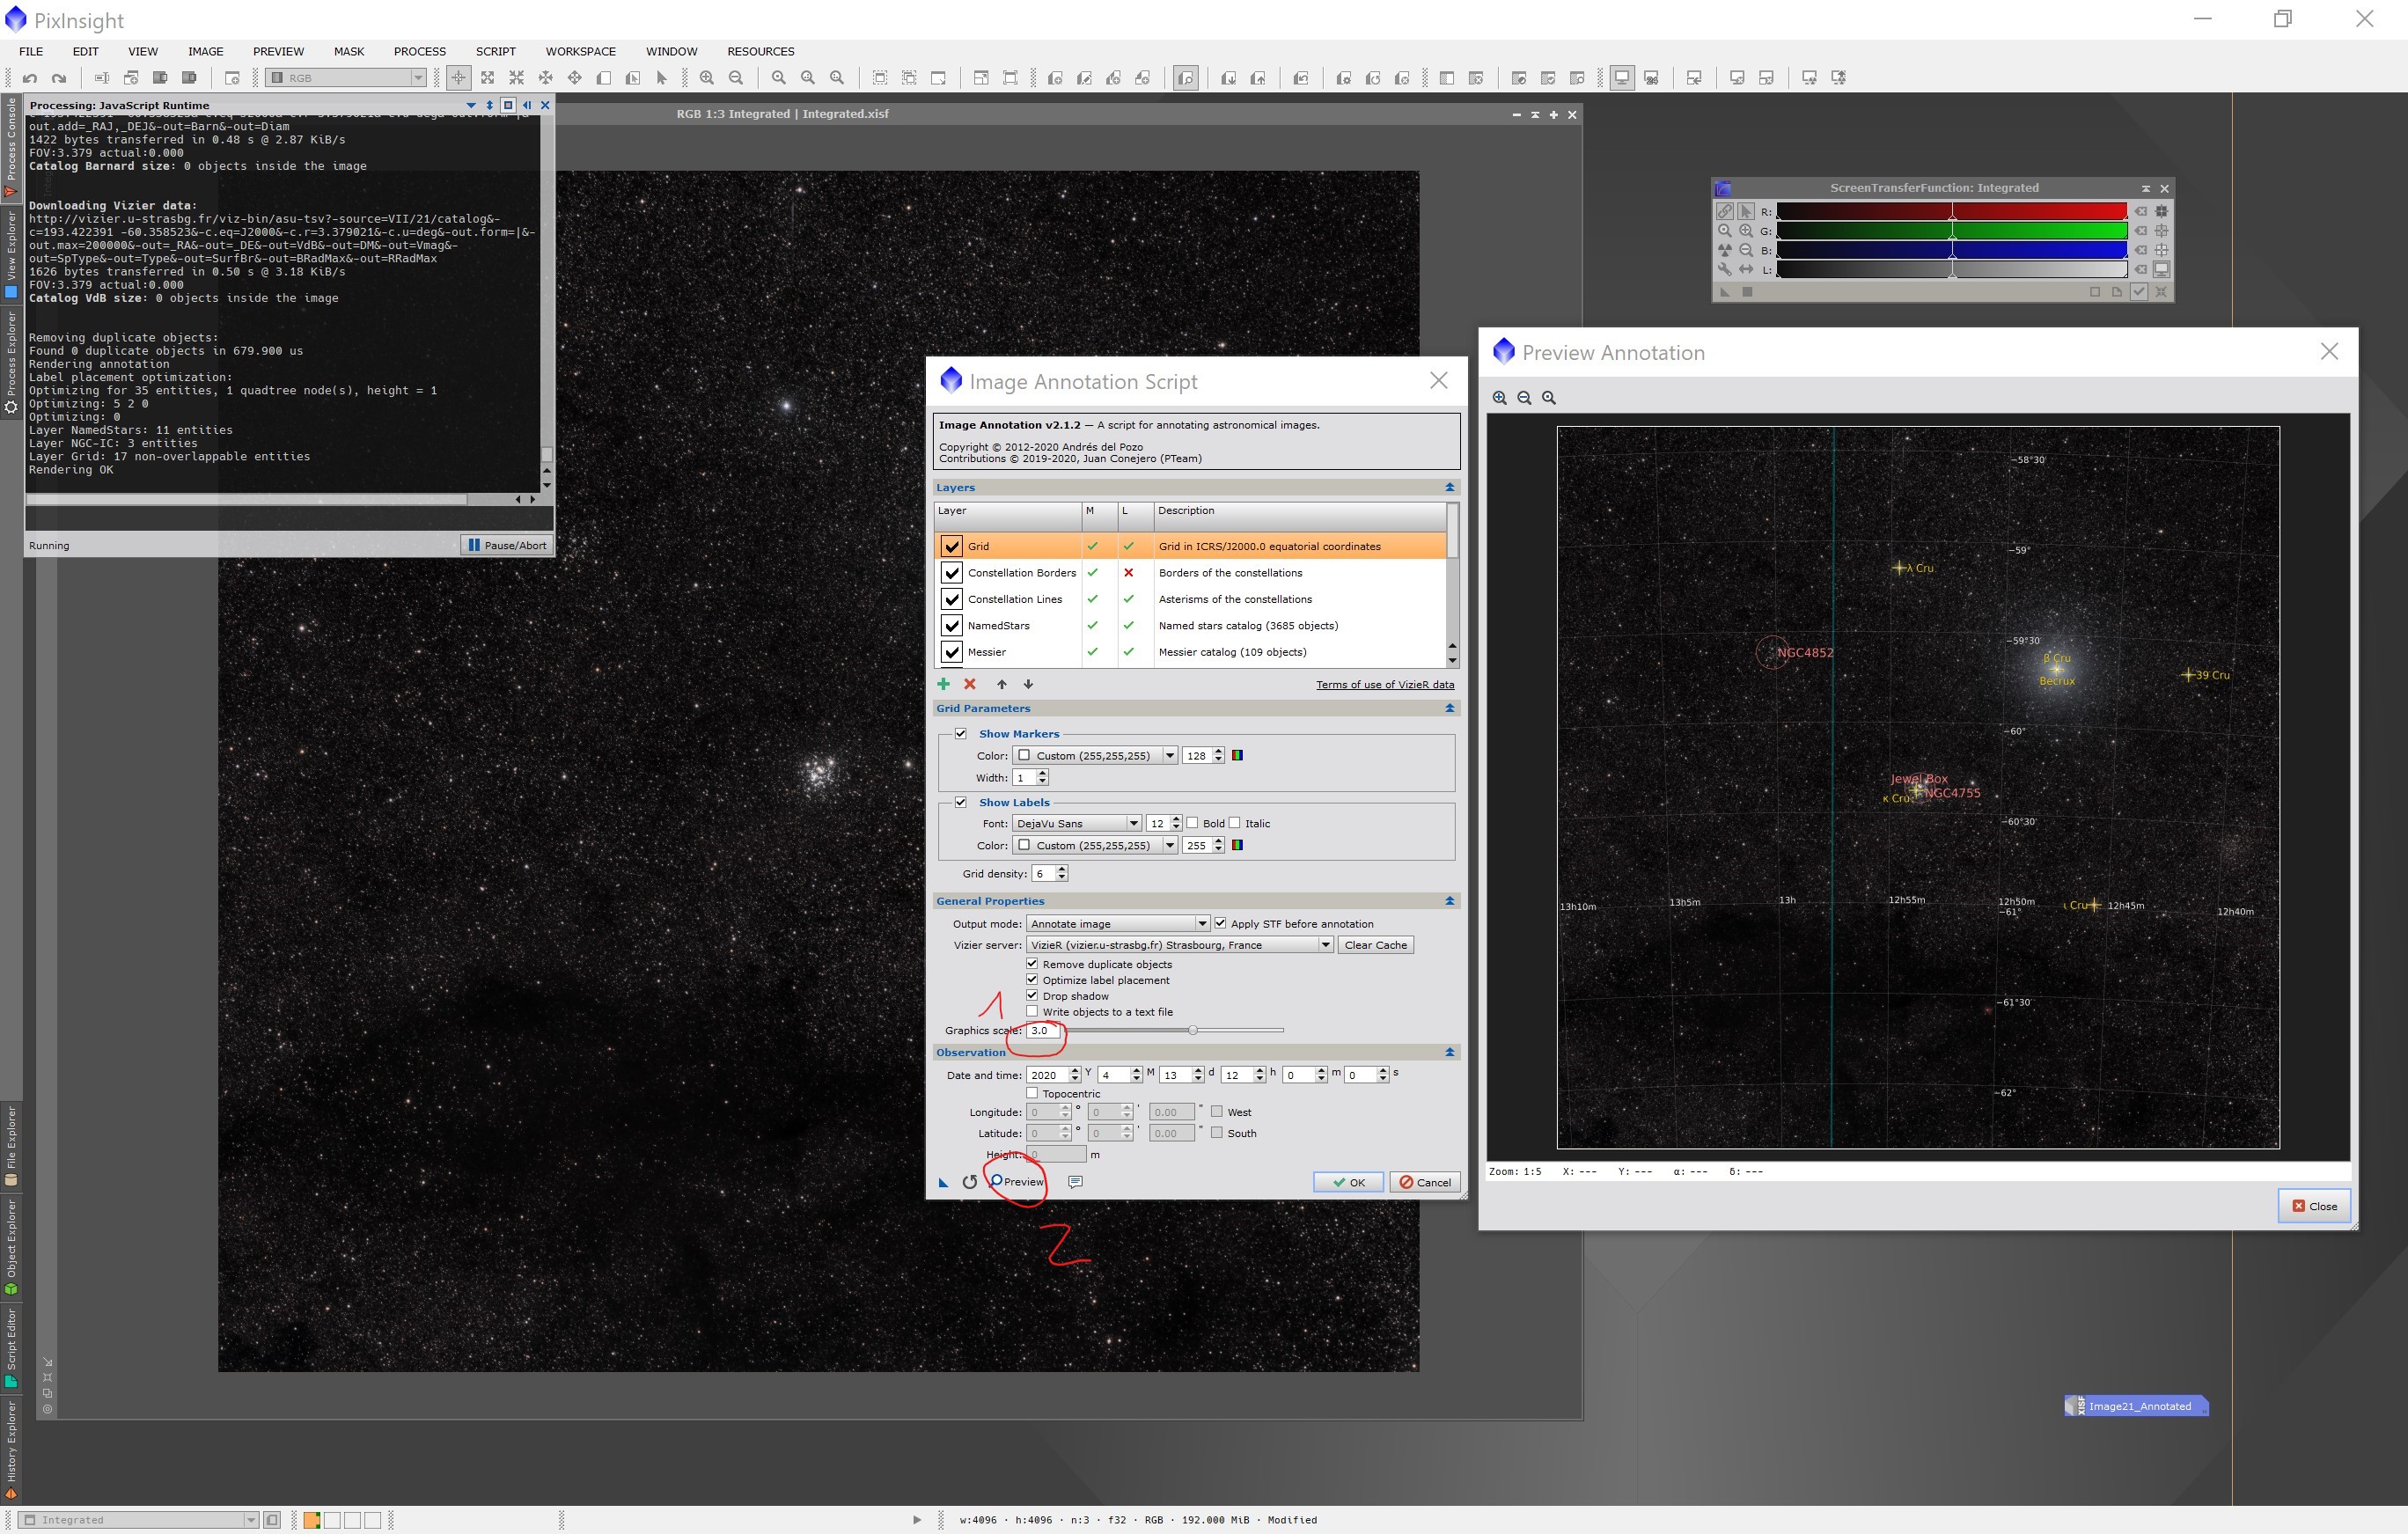 PixInsight
FILE EDIT VIEW IMAGE PREVIEW MASK PROCESS SCRIPT WORKSPACE WINDOW RESOURCES
RGB
Process Console
View Explorer
Process Explorer
File Explorer
Object Explorer
Script Editor
History Explorer
Processing: JavaScript Runtime
out.add=_RAJ,_DEJ&-out=Barn&-out=Diam
1422 bytes transferred in 0.48 s @ 2.87 KiB/s
FOV:3.379 actual:0.000
Catalog Barnard size: 0 objects inside the image
Downloading Vizier data:
http://vizier.u-strasbg.fr/viz-bin/asu-tsv?-source=VII/21/catalog&-
c=193.422391 -60.358523&-c.eq=J2000&-c.r=3.379021&-c.u=deg&-out.form=|&-
out.max=200000&-out=_RA&-out=_DE&-out=VdB&-out=DM&-out=Vmag&-
out=SpType&-out=Type&-out=SurfBr&-out=BRadMax&-out=RRadMax
1626 bytes transferred in 0.50 s @ 3.18 KiB/s
FOV:3.379 actual:0.000
Catalog VdB size: 0 objects inside the image
Removing duplicate objects:
Found 0 duplicate objects in 679.900 us
Rendering annotation
Label placement optimization:
Optimizing for 35 entities, 1 quadtree node(s), height = 1
Optimizing: 5 2 0
Optimizing: 0
Layer NamedStars: 11 entities
Layer NGC-IC: 3 entities
Layer Grid: 17 non-overlappable entities
Rendering OK
Running
Pause/Abort
RGB 1:3 Integrated | Integrated.xisf
ScreenTransferFunction: Integrated
R:
G:
B:
L:
Image Annotation Script
Image Annotation v2.1.2 — A script for annotating astronomical images.
Copyright © 2012-2020 Andrés del Pozo
Contributions © 2019-2020, Juan Conejero (PTeam)
Layers
Layer M L Description
Grid Grid in ICRS/J2000.0 equatorial coordinates
Constellation Borders Borders of the constellations
Constellation Lines Asterisms of the constellations
NamedStars Named stars catalog (3685 objects)
Messier Messier catalog (109 objects)
Terms of use of VizieR data
Grid Parameters
Show Markers
Color: Custom (255,255,255) 128
Width: 1
Show Labels
Font: DejaVu Sans 12 Bold Italic
Color: Custom (255,255,255) 255
Grid density: 6
General Properties
Output mode: Annotate image Apply STF before annotation
Vizier server: VizieR (vizier.u-strasbg.fr) Strasbourg, France Clear Cache
Remove duplicate objects
Optimize label placement
Drop shadow
Write objects to a text file
1
Graphics scale: 3.0
Observation
Date and time: 2020 Y 4 M 13 d 12 h 0 m 0 s
Topocentric
Longitude: 0 ° 0 ' 0.00 " West
Latitude: 0 ° 0 ' 0.00 " South
Height: 0 m
Preview OK Cancel
2
Preview Annotation
−58°30'
−59°
λ Cru
−59°30'
NGC4852
β Cru
Becrux
39 Cru
−60°
Jewel Box
NGC4755
κ Cru
−60°30'
13h10m 13h5m 13h 12h55m 12h50m ι Cru 12h45m 12h40m
−61°
−61°30'
−62°
Zoom: 1:5 X: --- Y: --- α: --- δ: ---
Close
XISF
Image21_Annotated
Integrated
w:4096 · h:4096 · n:3 · f32 · RGB · 192.000 MiB · Modified